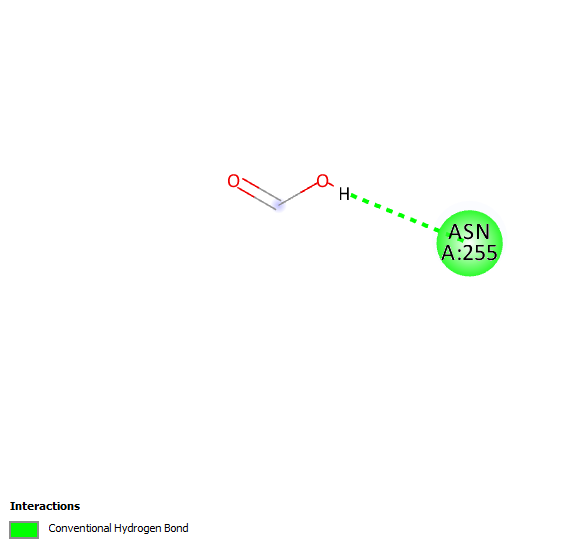 O
O
H
ASN
A:255
Interactions
Conventional Hydrogen Bond